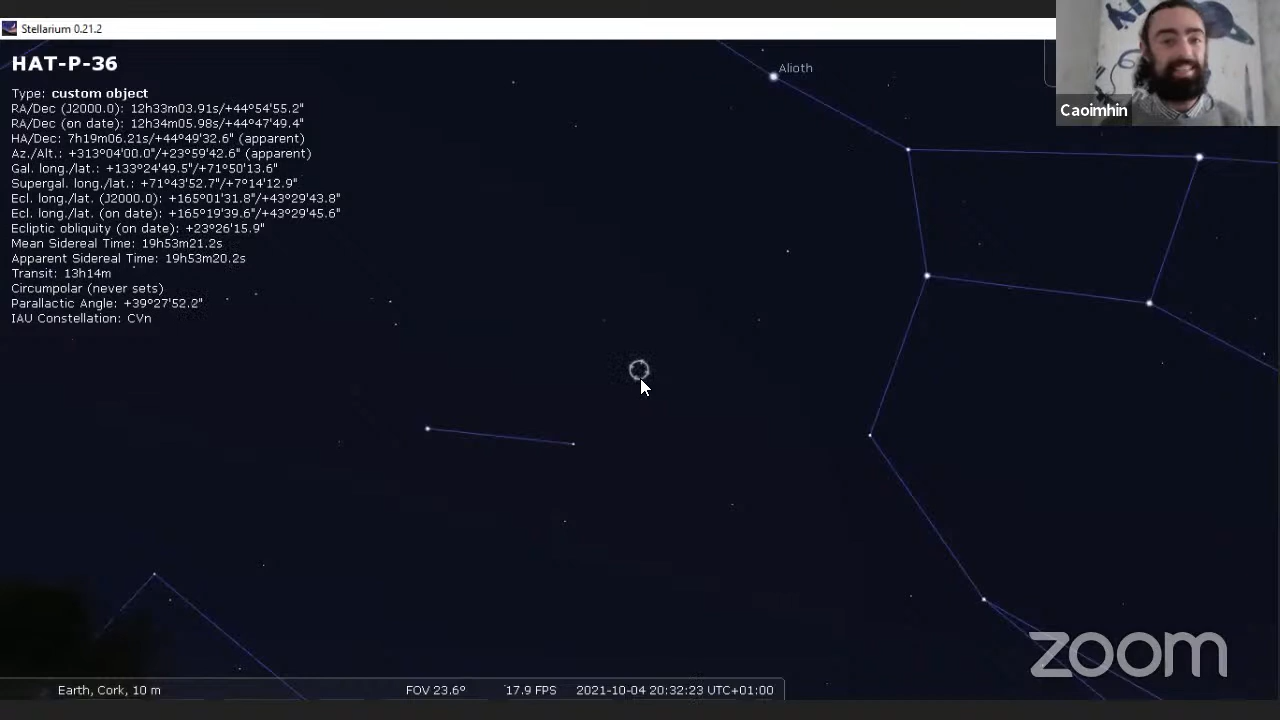 Stellarium 0.21.2
HAT-P-36
Type: custom object
RA/Dec (J2000.0): 12h33m03.91s/+44°54'55.2"
RA/Dec (on date): 12h34m05.98s/+44°47'49.4"
HA/Dec: 7h19m06.21s/+44°49'32.6" (apparent)
Az./Alt.: +313°04'00.0"/+23°59'42.6" (apparent)
Gal. long./lat.: +133°24'49.5"/+71°50'13.6"
Supergal. long./lat.: +71°43'52.7"/+7°14'12.9"
Ecl. long./lat. (J2000.0): +165°01'31.8"/+43°29'43.8"
Ecl. long./lat. (on date): +165°19'39.6"/+43°29'45.6"
Ecliptic obliquity (on date): +23°26'15.9"
Mean Sidereal Time: 19h53m21.2s
Apparent Sidereal Time: 19h53m20.2s
Transit: 13h14m
Circumpolar (never sets)
Parallactic Angle: +39°27'52.2"
IAU Constellation: CVn
Alioth
Caoimhin
zoom
Earth, Cork, 10 m
FOV 23.6°
17.9 FPS
2021-10-04 20:32:23 UTC+01:00